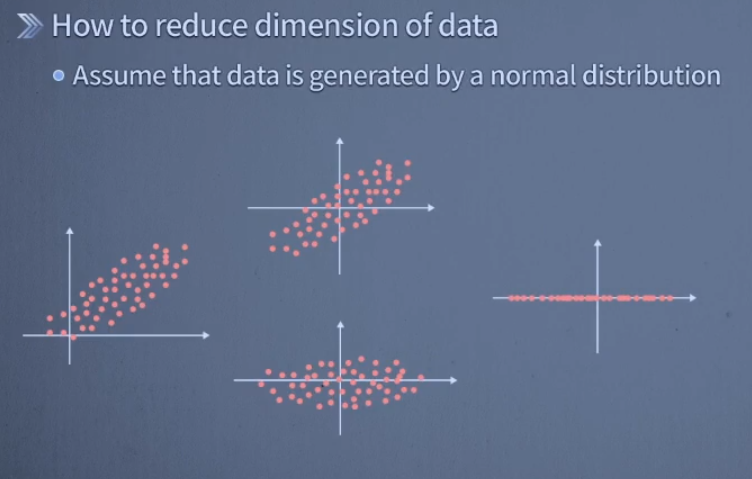 How to reduce dimension of data
Assume that data is generated by a normal distribution